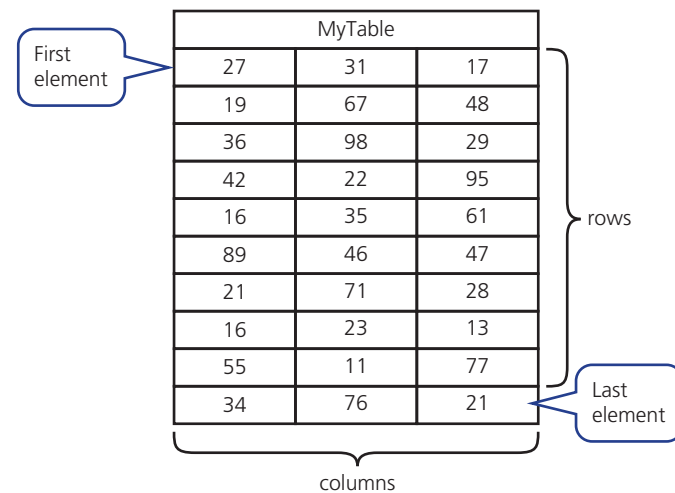 MyTable
First
element
27 31 17
19 67 48
36 98 29
42 22 95
16 35 61
rows
89 46 47
21 71 28
16 23 13
55 11 77
34 76 21
Last
element
columns